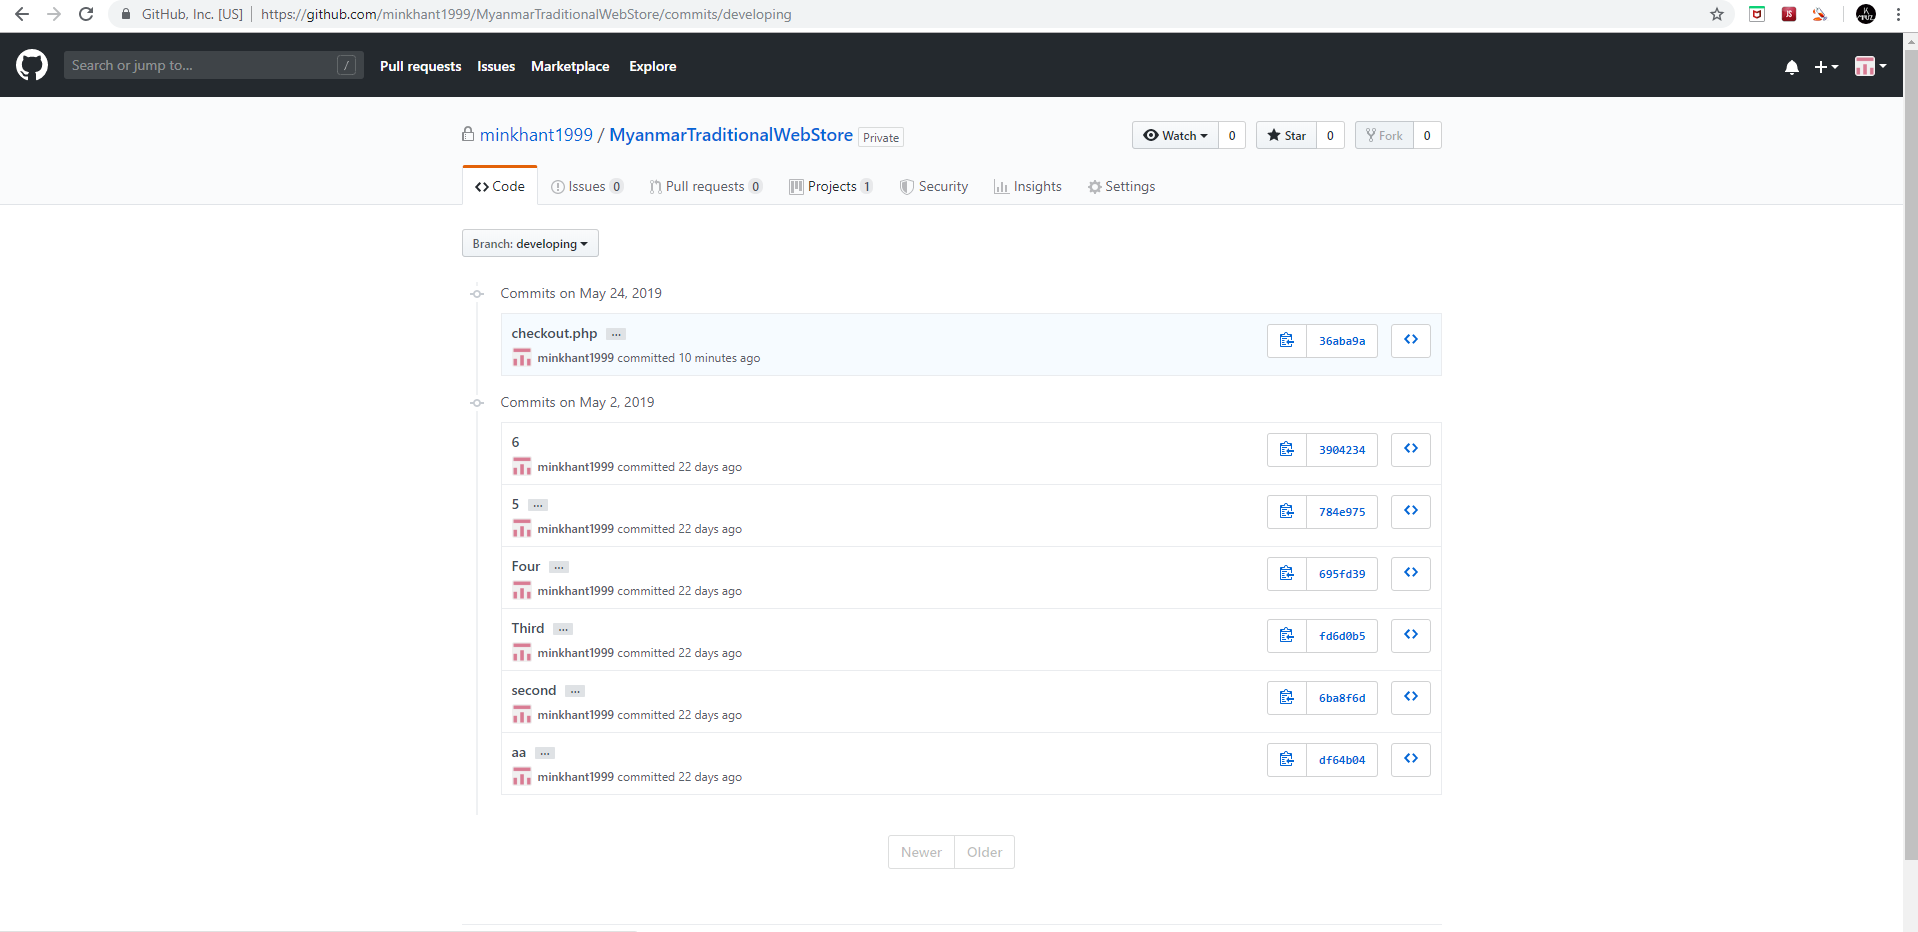 GitHub, Inc. [US] https://github.com/minkhant1999/MyanmarTraditionalWebStore/commits/developing
Search or jump to... / Pull requests Issues Marketplace Explore
minkhant1999 / MyanmarTraditionalWebStore Private Watch 0 Star 0 Fork 0
Code Issues 0 Pull requests 0 Projects 1 Security Insights Settings
Branch: developing
Commits on May 24, 2019
checkout.php ...
36aba9a
minkhant1999 committed 10 minutes ago
Commits on May 2, 2019
6
3904234
minkhant1999 committed 22 days ago
5 ...
784e975
minkhant1999 committed 22 days ago
Four ...
695fd39
minkhant1999 committed 22 days ago
Third ...
fd6d0b5
minkhant1999 committed 22 days ago
second ...
6ba8f6d
minkhant1999 committed 22 days ago
aa ...
df64b04
minkhant1999 committed 22 days ago
Newer Older